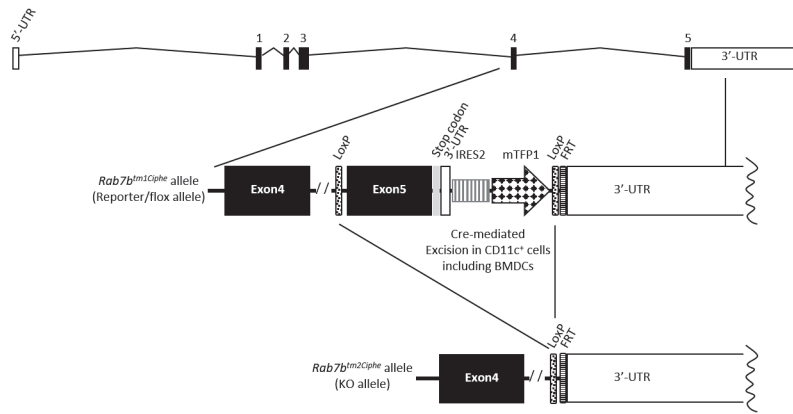 5'-UTR
1 2 3 4 5
3'-UTR
Rab7b^tm1Ciphe allele
(Reporter/flox allele)
Exon4
//
LoxP
Exon5
Stop codon
3'-UTR
IRES2
mTFP1
LoxP
FRT
3'-UTR
Cre-mediated
Excision in CD11c⁺ cells
including BMDCs
Rab7b^tm2Ciphe allele
(KO allele)
Exon4
//
LoxP
FRT
3'-UTR